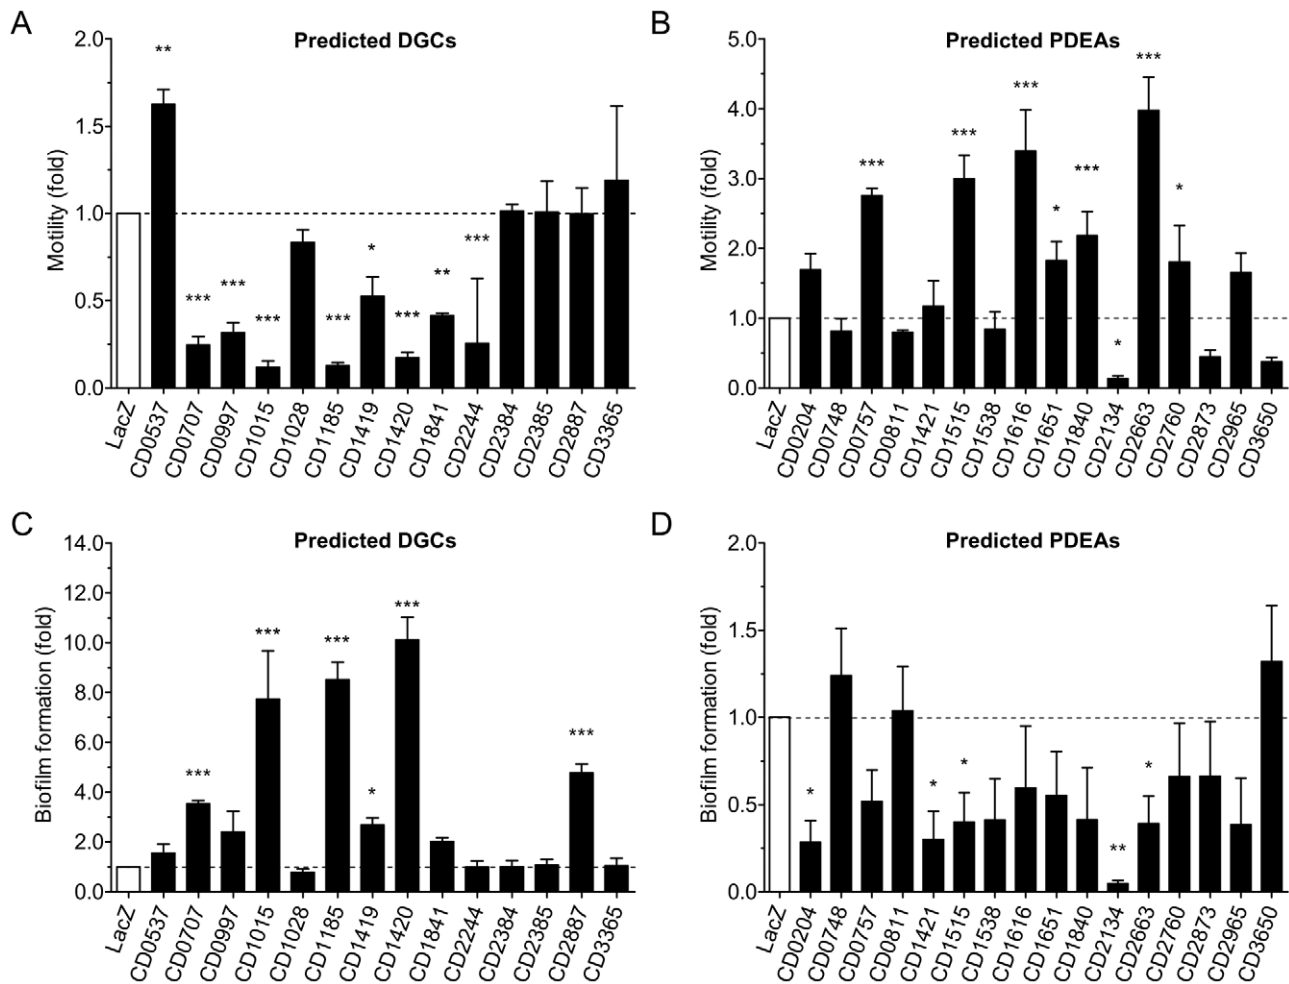 A
Predicted DGCs
Motility (fold)
2.0
1.5
1.0
0.5
0.0
**
***
***
***
***
*
***
**
***
LacZ
CD0537
CD0707
CD0997
CD1015
CD1028
CD1185
CD1419
CD1420
CD1841
CD2244
CD2384
CD2385
CD2887
CD3365
B
Predicted PDEAs
Motility (fold)
5.0
4.0
3.0
2.0
1.0
0.0
***
***
***
*
***
*
***
*
LacZ
CD0204
CD0748
CD0757
CD0811
CD1421
CD1515
CD1538
CD1616
CD1651
CD1840
CD2134
CD2663
CD2760
CD2873
CD2965
CD3650
C
Predicted DGCs
Biofilm formation (fold)
14.0
12.0
10.0
8.0
6.0
4.0
2.0
0.0
***
***
***
*
***
***
LacZ
CD0537
CD0707
CD0997
CD1015
CD1028
CD1185
CD1419
CD1420
CD1841
CD2244
CD2384
CD2385
CD2887
CD3365
D
Predicted PDEAs
Biofilm formation (fold)
2.0
1.5
1.0
0.5
0.0
*
*
*
**
*
LacZ
CD0204
CD0748
CD0757
CD0811
CD1421
CD1515
CD1538
CD1616
CD1651
CD1840
CD2134
CD2663
CD2760
CD2873
CD2965
CD3650